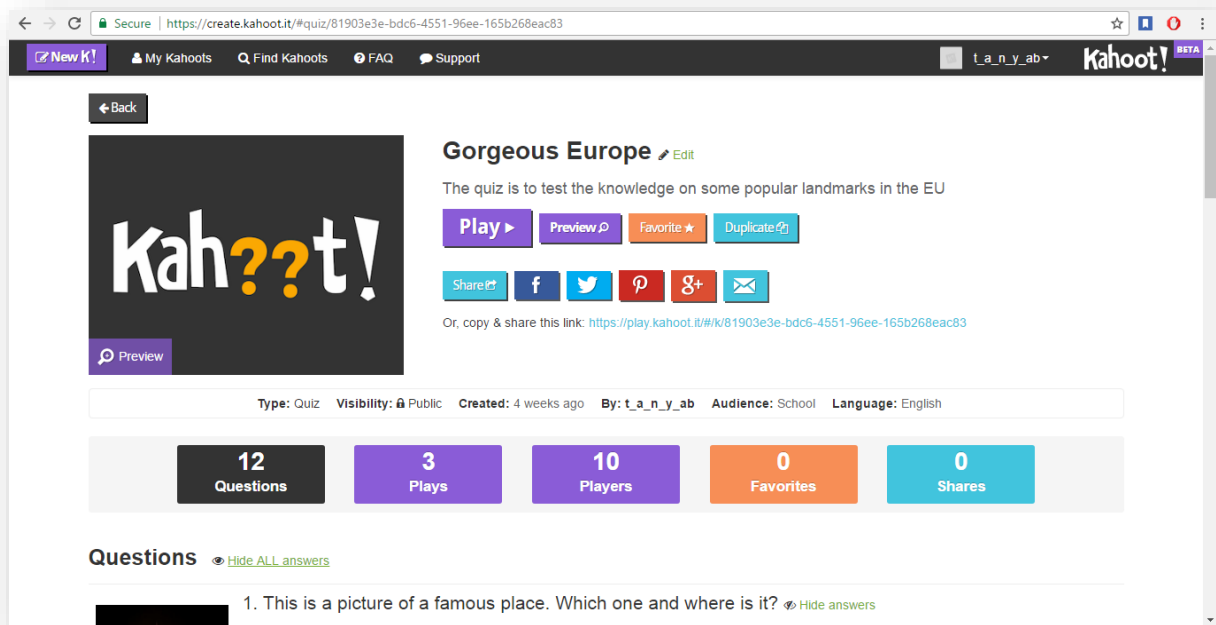 Secure | https://create.kahoot.it/#quiz/81903e3e-bdc6-4551-96ee-165b268eac83
New K! My Kahoots Find Kahoots FAQ Support t_a_n_y_ab Kahoot! BETA
Back
Gorgeous Europe Edit
The quiz is to test the knowledge on some popular landmarks in the EU
Play Preview Favorite Duplicate
Kah??t!
Share f g+
Or, copy & share this link: https://play.kahoot.it/#/k/81903e3e-bdc6-4551-96ee-165b268eac83
Preview
Type: Quiz Visibility: Public Created: 4 weeks ago By: t_a_n_y_ab Audience: School Language: English
12 3 10 0 0
Questions Plays Players Favorites Shares
Questions Hide ALL answers
1. This is a picture of a famous place. Which one and where is it? Hide answers